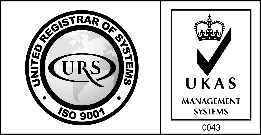 UNITED REGISTRAR OF SYSTEMS
URS
• ISO 9001 •
UKAS
MANAGEMENT
SYSTEMS
0043